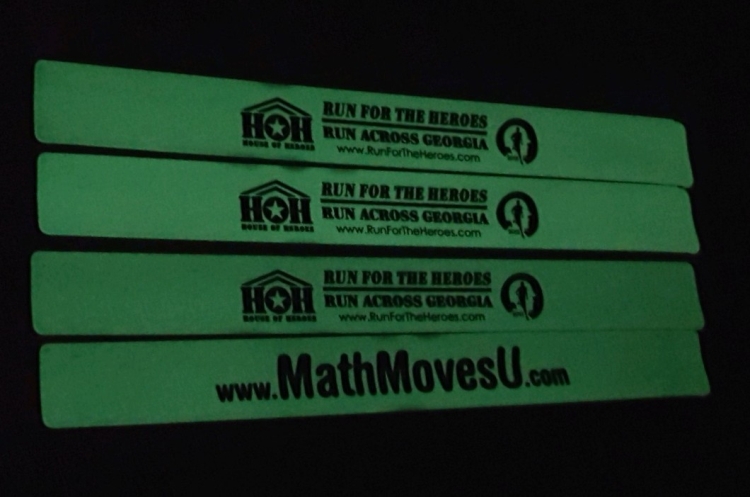 HOH
HOUSE OF HEROES
RUN FOR THE HEROES
RUN ACROSS GEORGIA
www.RunForTheHeroes.com
HOH
HOUSE OF HEROES
RUN FOR THE HEROES
RUN ACROSS GEORGIA
www.RunForTheHeroes.com
HOH
HOUSE OF HEROES
RUN FOR THE HEROES
RUN ACROSS GEORGIA
www.RunForTheHeroes.com
www.MathMovesU.com